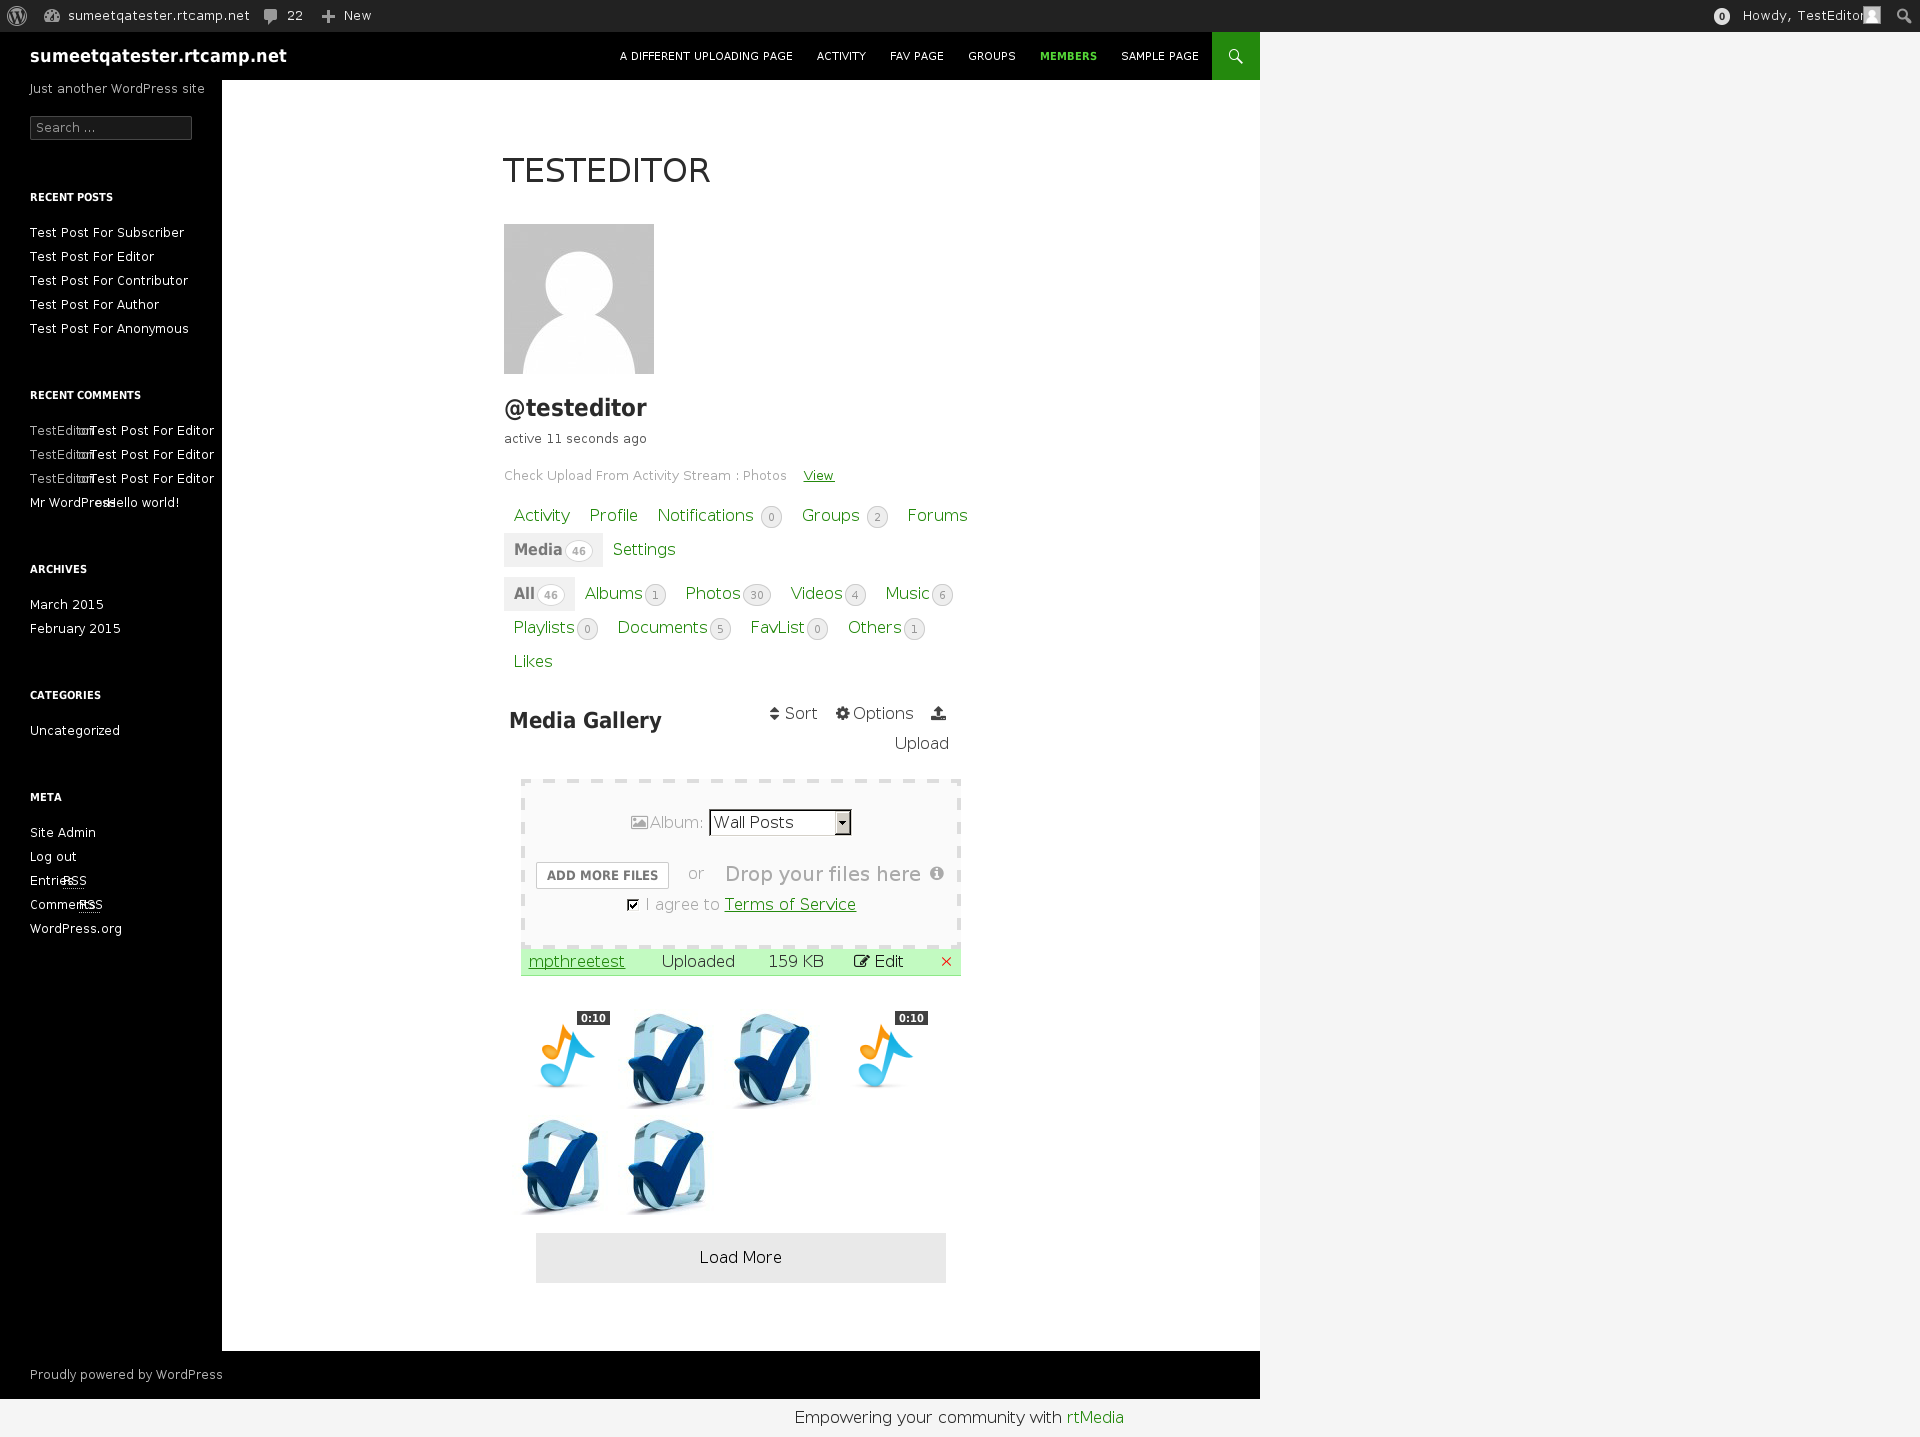 sumeetqatester.rtcamp.net 22 New 0 Howdy, TestEditor
sumeetqatester.rtcamp.net A DIFFERENT UPLOADING PAGE ACTIVITY FAV PAGE GROUPS MEMBERS SAMPLE PAGE
Just another WordPress site
Search ...
RECENT POSTS
Test Post For Subscriber
Test Post For Editor
Test Post For Contributor
Test Post For Author
Test Post For Anonymous
RECENT COMMENTS
TestEditor on Test Post For Editor
TestEditor on Test Post For Editor
TestEditor on Test Post For Editor
Mr WordPress on Hello world!
ARCHIVES
March 2015
February 2015
CATEGORIES
Uncategorized
META
Site Admin
Log out
Entries RSS
Comments RSS
WordPress.org
TESTEDITOR
@testeditor
active 11 seconds ago
Check Upload From Activity Stream : Photos View
Activity Profile Notifications 0 Groups 2 Forums
Media 46 Settings
All 46 Albums 1 Photos 30 Videos 4 Music 6
Playlists 0 Documents 5 FavList 0 Others 1
Likes
Media Gallery Sort Options
Upload
Album: Wall Posts
ADD MORE FILES or Drop your files here
I agree to Terms of Service
mpthreetest Uploaded 159 KB Edit ×
0:10 0:10
Load More
Proudly powered by WordPress
Empowering your community with rtMedia